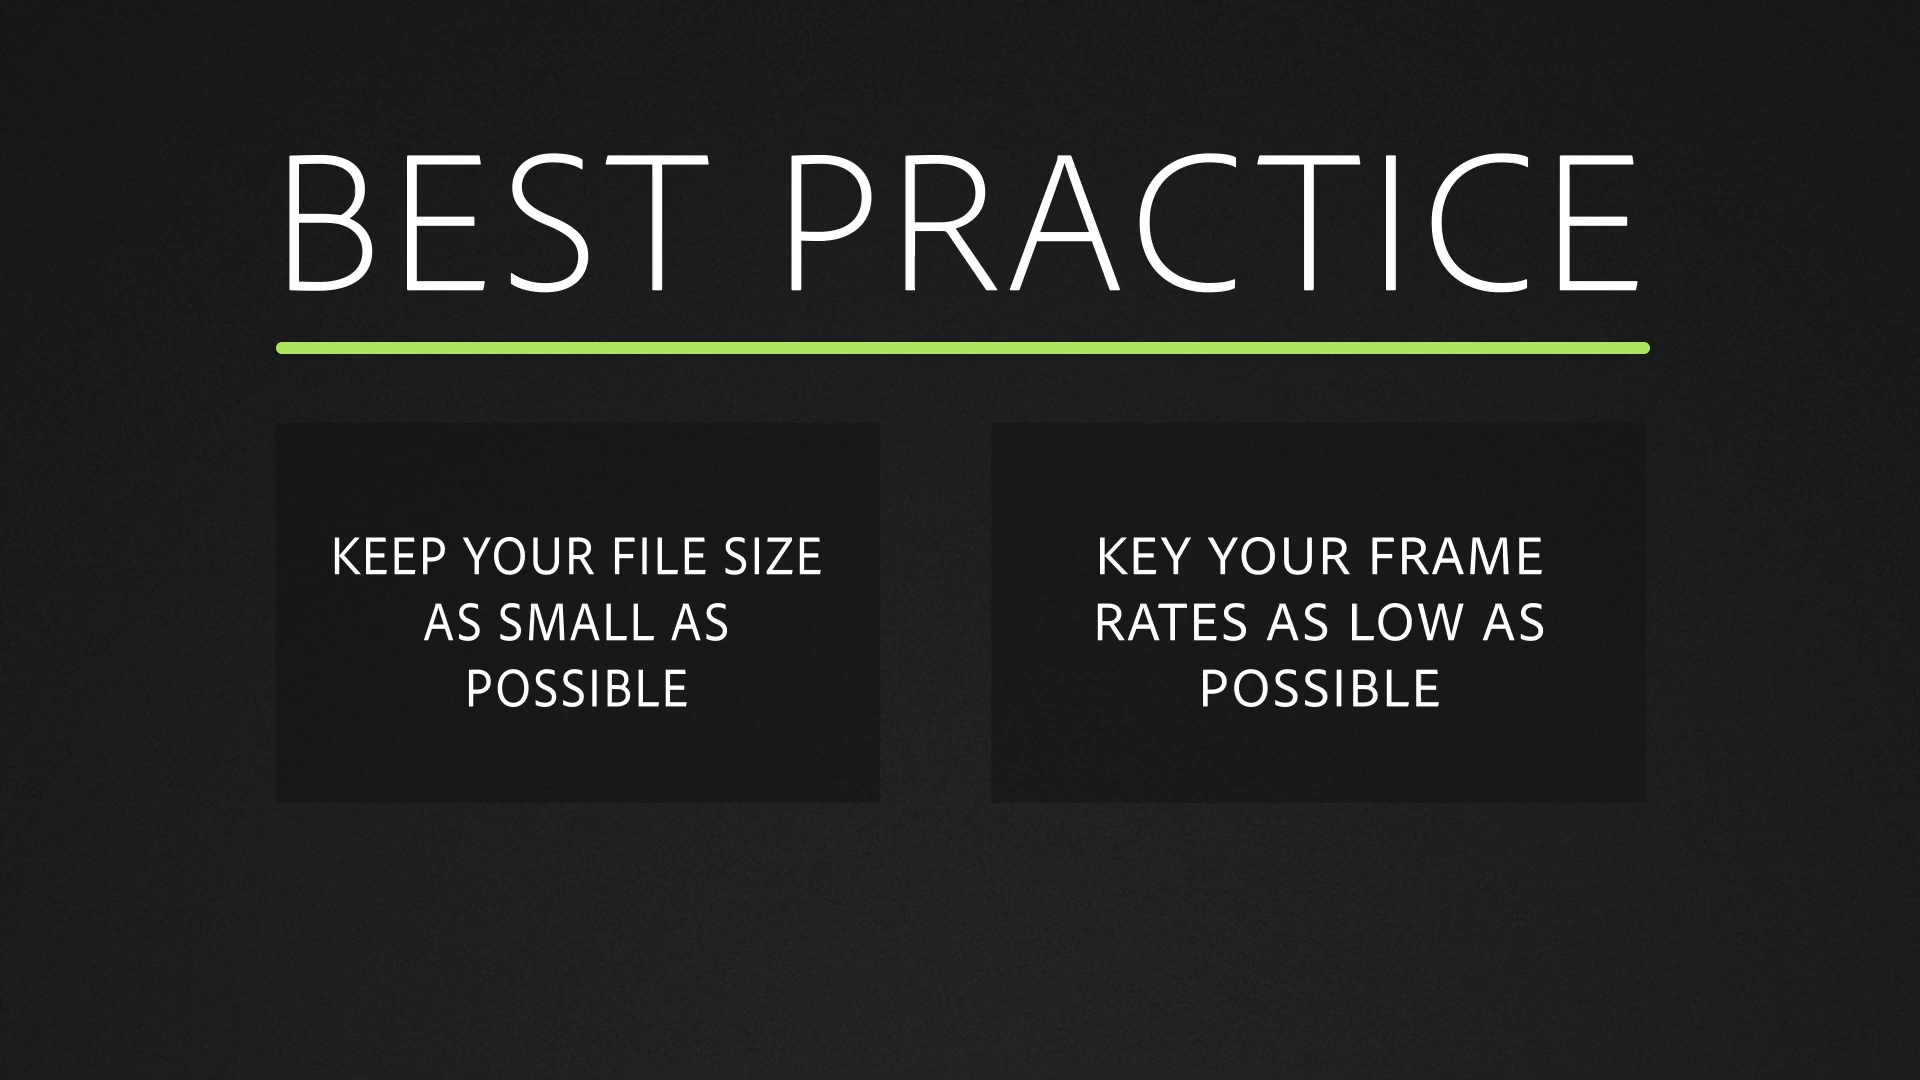 BEST PRACTICE
KEEP YOUR FILE SIZE
AS SMALL AS
POSSIBLE
KEY YOUR FRAME
RATES AS LOW AS
POSSIBLE